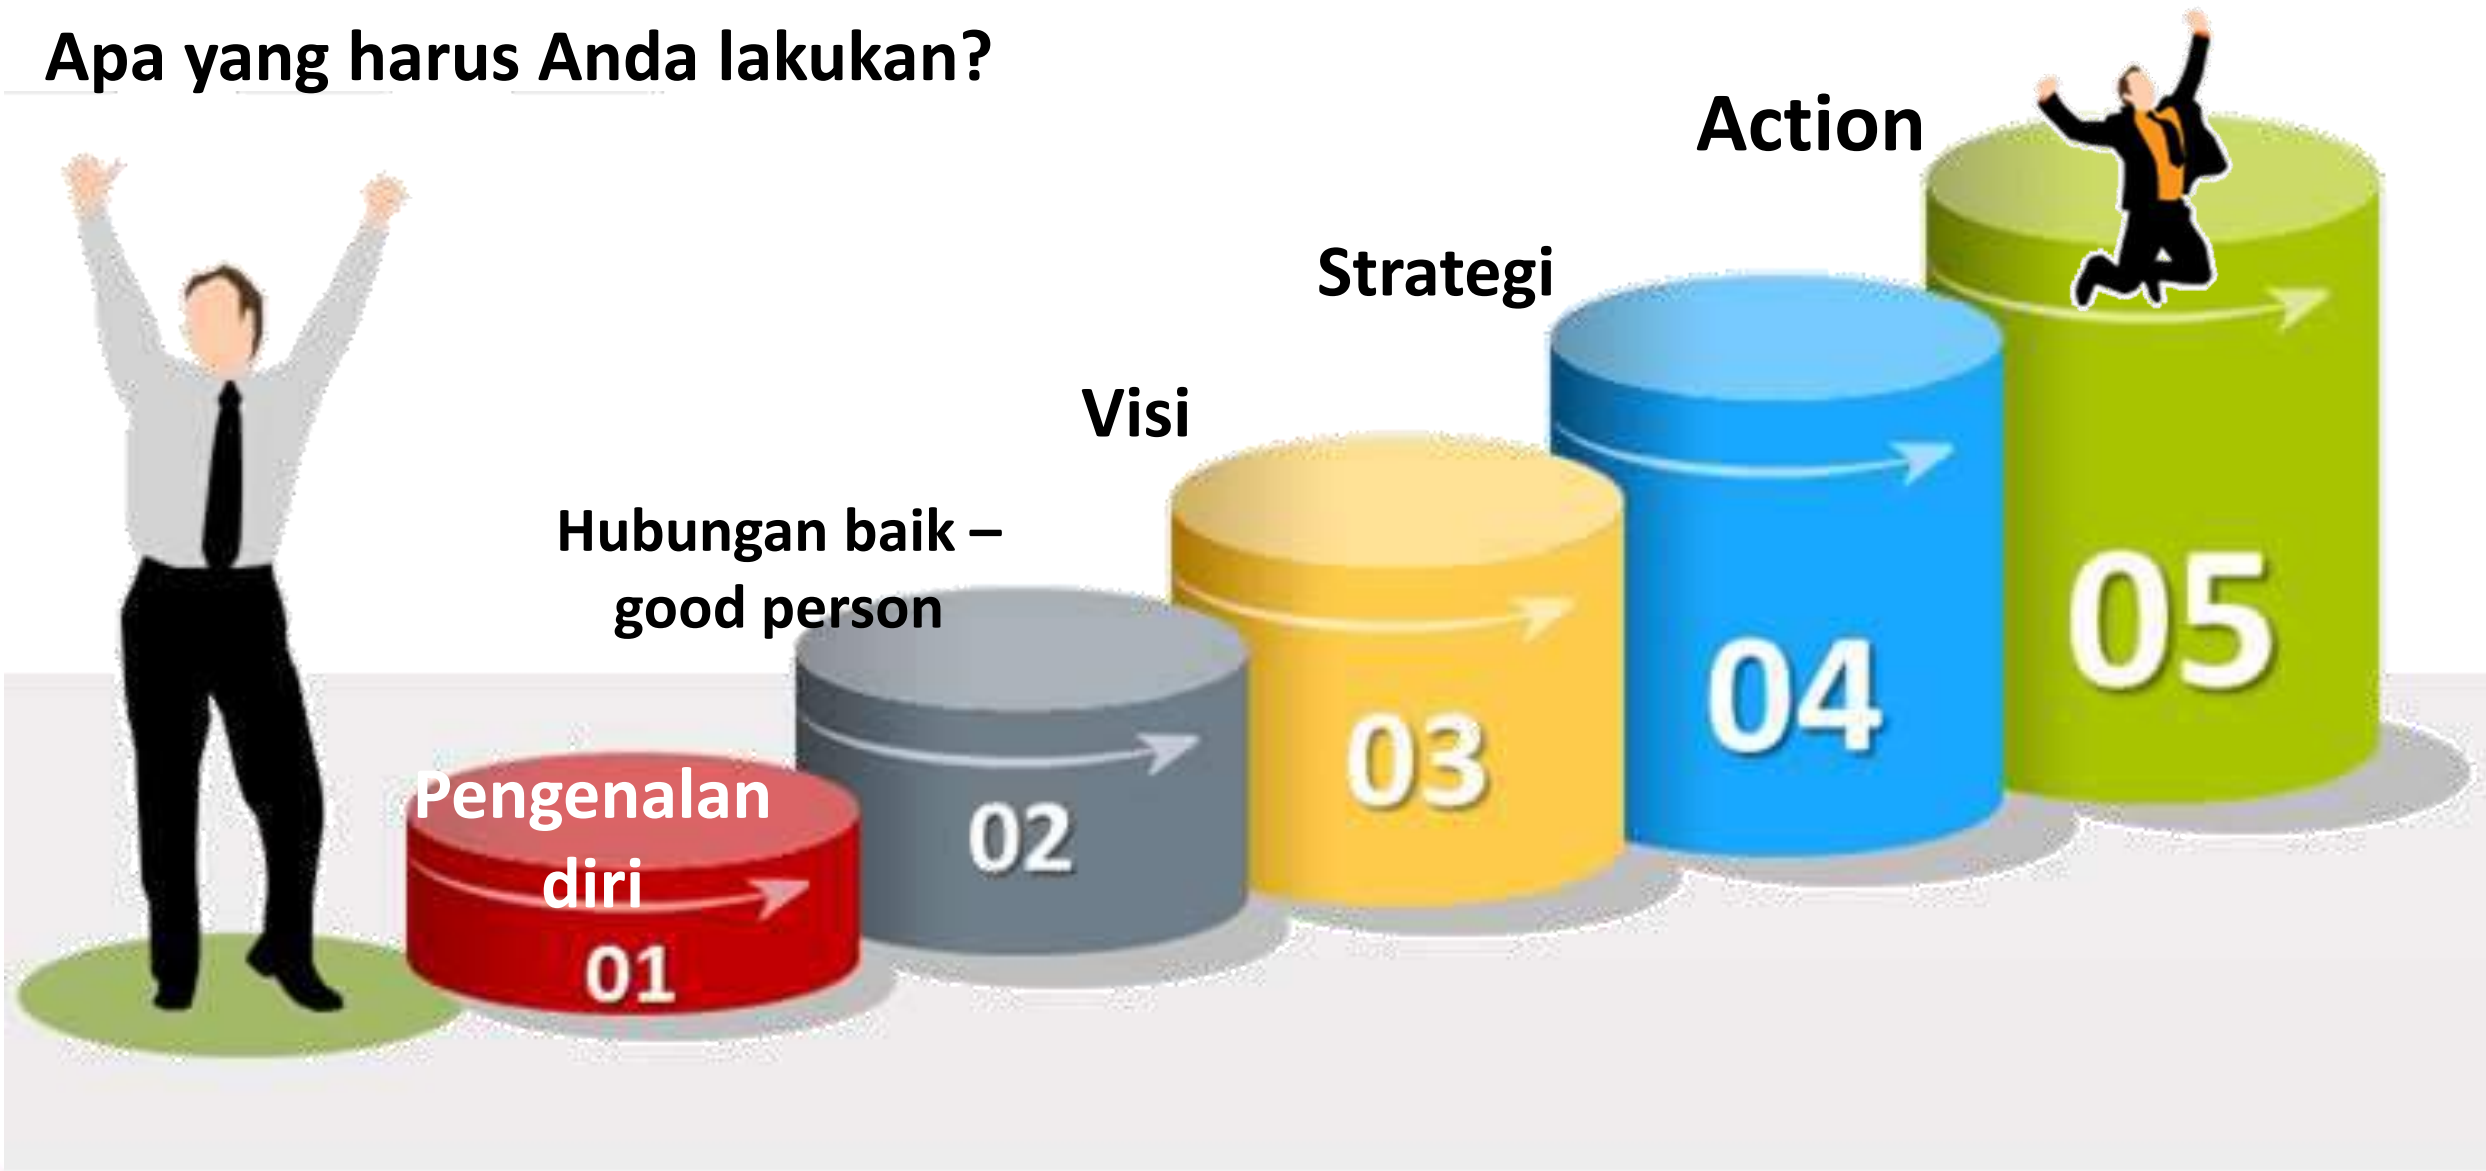 Apa yang harus Anda lakukan?
Action
Strategi
Visi
Hubungan baik –
good person
Pengenalan
diri
01
02
03
04
05